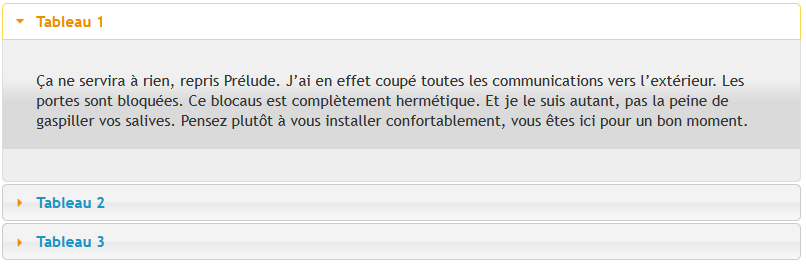 Tableau 1
Ça ne servira à rien, repris Prélude. J’ai en effet coupé toutes les communications vers l’extérieur. Les
portes sont bloquées. Ce blocaus est complètement hermétique. Et je le suis autant, pas la peine de
gaspiller vos salives. Pensez plutôt à vous installer confortablement, vous êtes ici pour un bon moment.
Tableau 2
Tableau 3